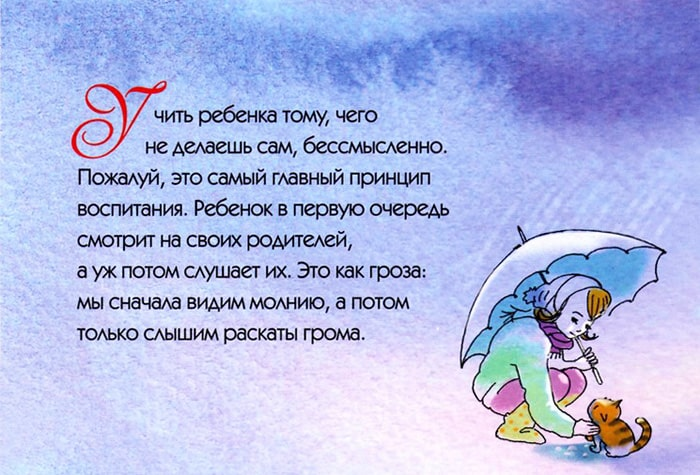 Учить ребенка тому, чего
не делаешь сам, бессмысленно.
Пожалуй, это самый главный принцип
воспитания. Ребенок в первую очередь
смотрит на своих родителей,
а уж потом слушает их. Это как гроза:
мы сначала видим молнию, а потом
только слышим раскаты грома.